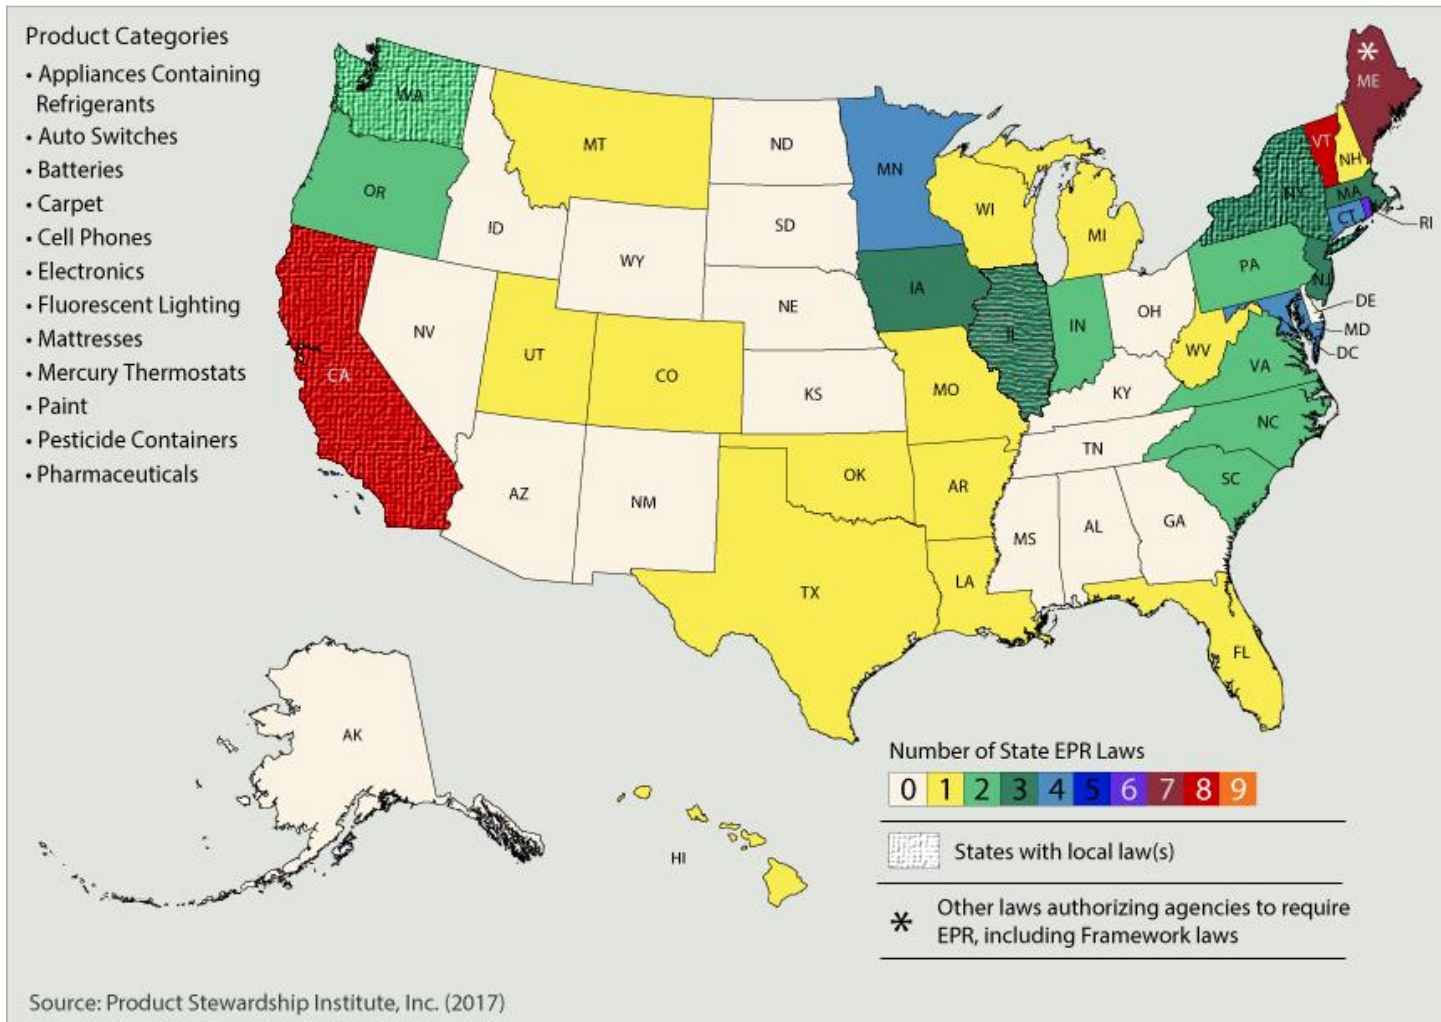 Product Categories
• Appliances Containing
Refrigerants
• Auto Switches
• Batteries
• Carpet
• Cell Phones
• Electronics
• Fluorescent Lighting
• Mattresses
• Mercury Thermostats
• Paint
• Pesticide Containers
• Pharmaceuticals
WA
OR
CA
MT
ID
NV
WY
UT
CO
AZ
NM
ND
SD
NE
KS
OK
TX
MN
IA
MO
AR
LA
WI
IL
MI
IN
OH
KY
TN
MS
AL
GA
FL
SC
NC
VA
WV
PA
NY
VT
NH
ME
*
MA
CT
RI
NJ
DE
MD
DC
AK
HI
Number of State EPR Laws
0 1 2 3 4 5 6 7 8 9
States with local law(s)
* Other laws authorizing agencies to require
EPR, including Framework laws
Source: Product Stewardship Institute, Inc. (2017)